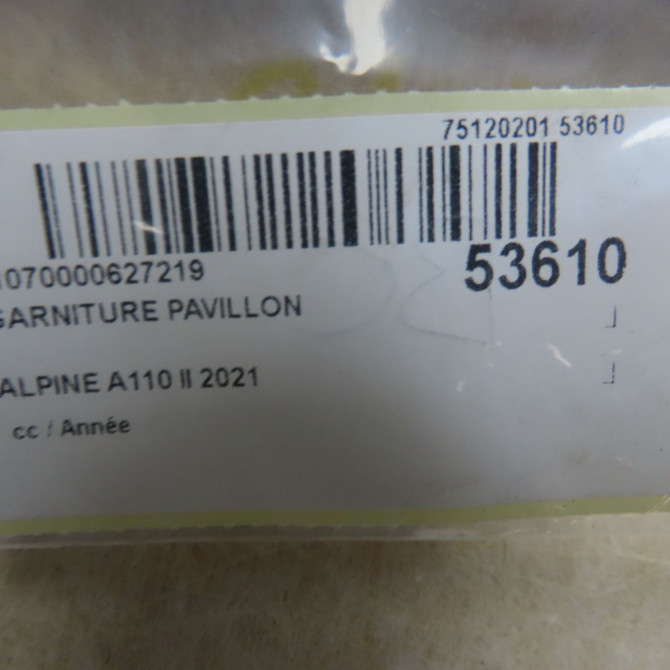 75120201 53610
1070000627219
53610
GARNITURE PAVILLON
ALPINE A110 II 2021
cc / Année